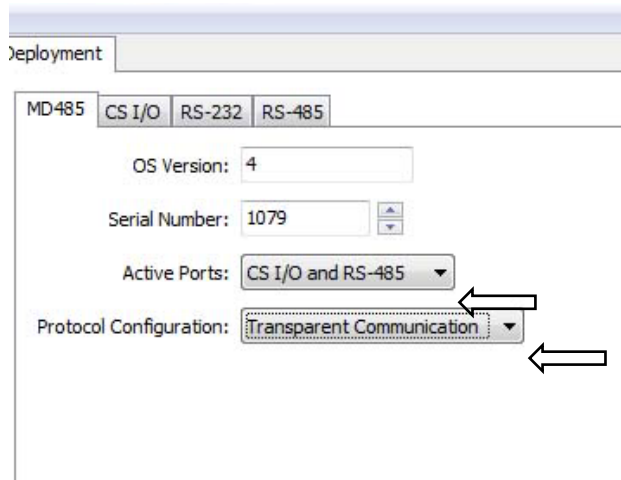 Deployment
MD485 CS I/O RS-232 RS-485
OS Version: 4
Serial Number: 1079
Active Ports: CS I/O and RS-485
Protocol Configuration: Transparent Communication